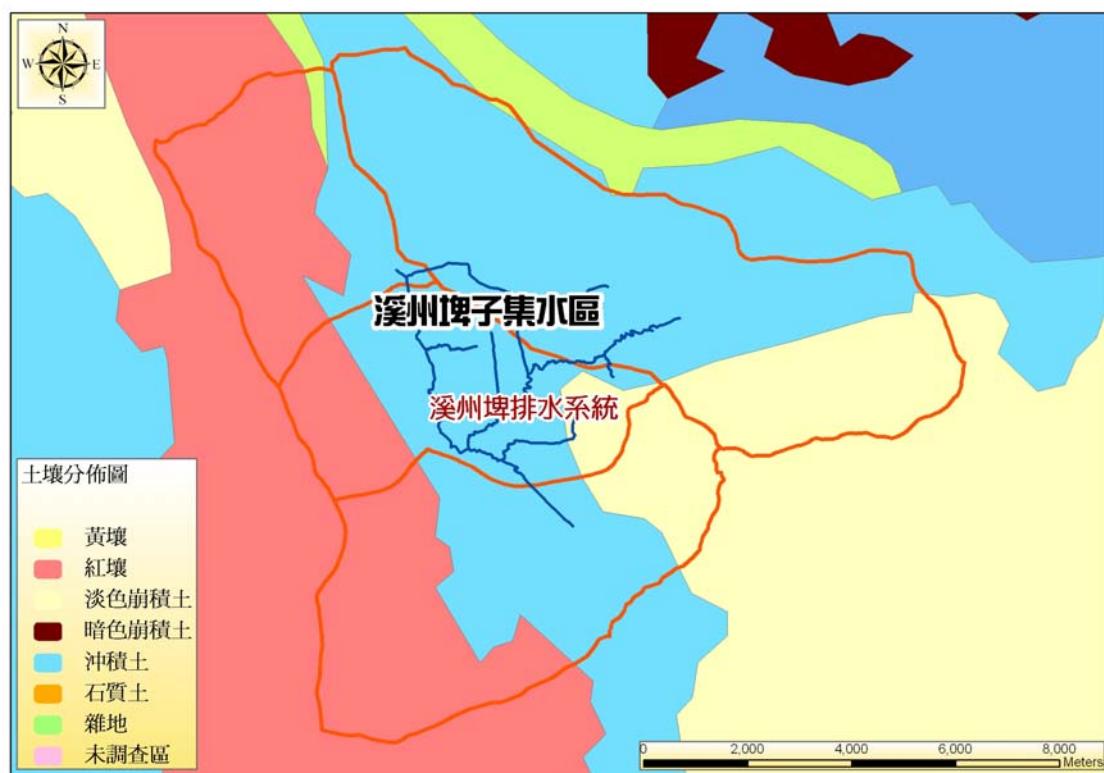 N
W E
S
溪州埤子集水區
溪州埤排水系統
土壤分佈圖
黃壤
紅壤
淡色崩積土
暗色崩積土
沖積土
石質土
雜地
未調查區
0 2,000 4,000 6,000 8,000
Meters